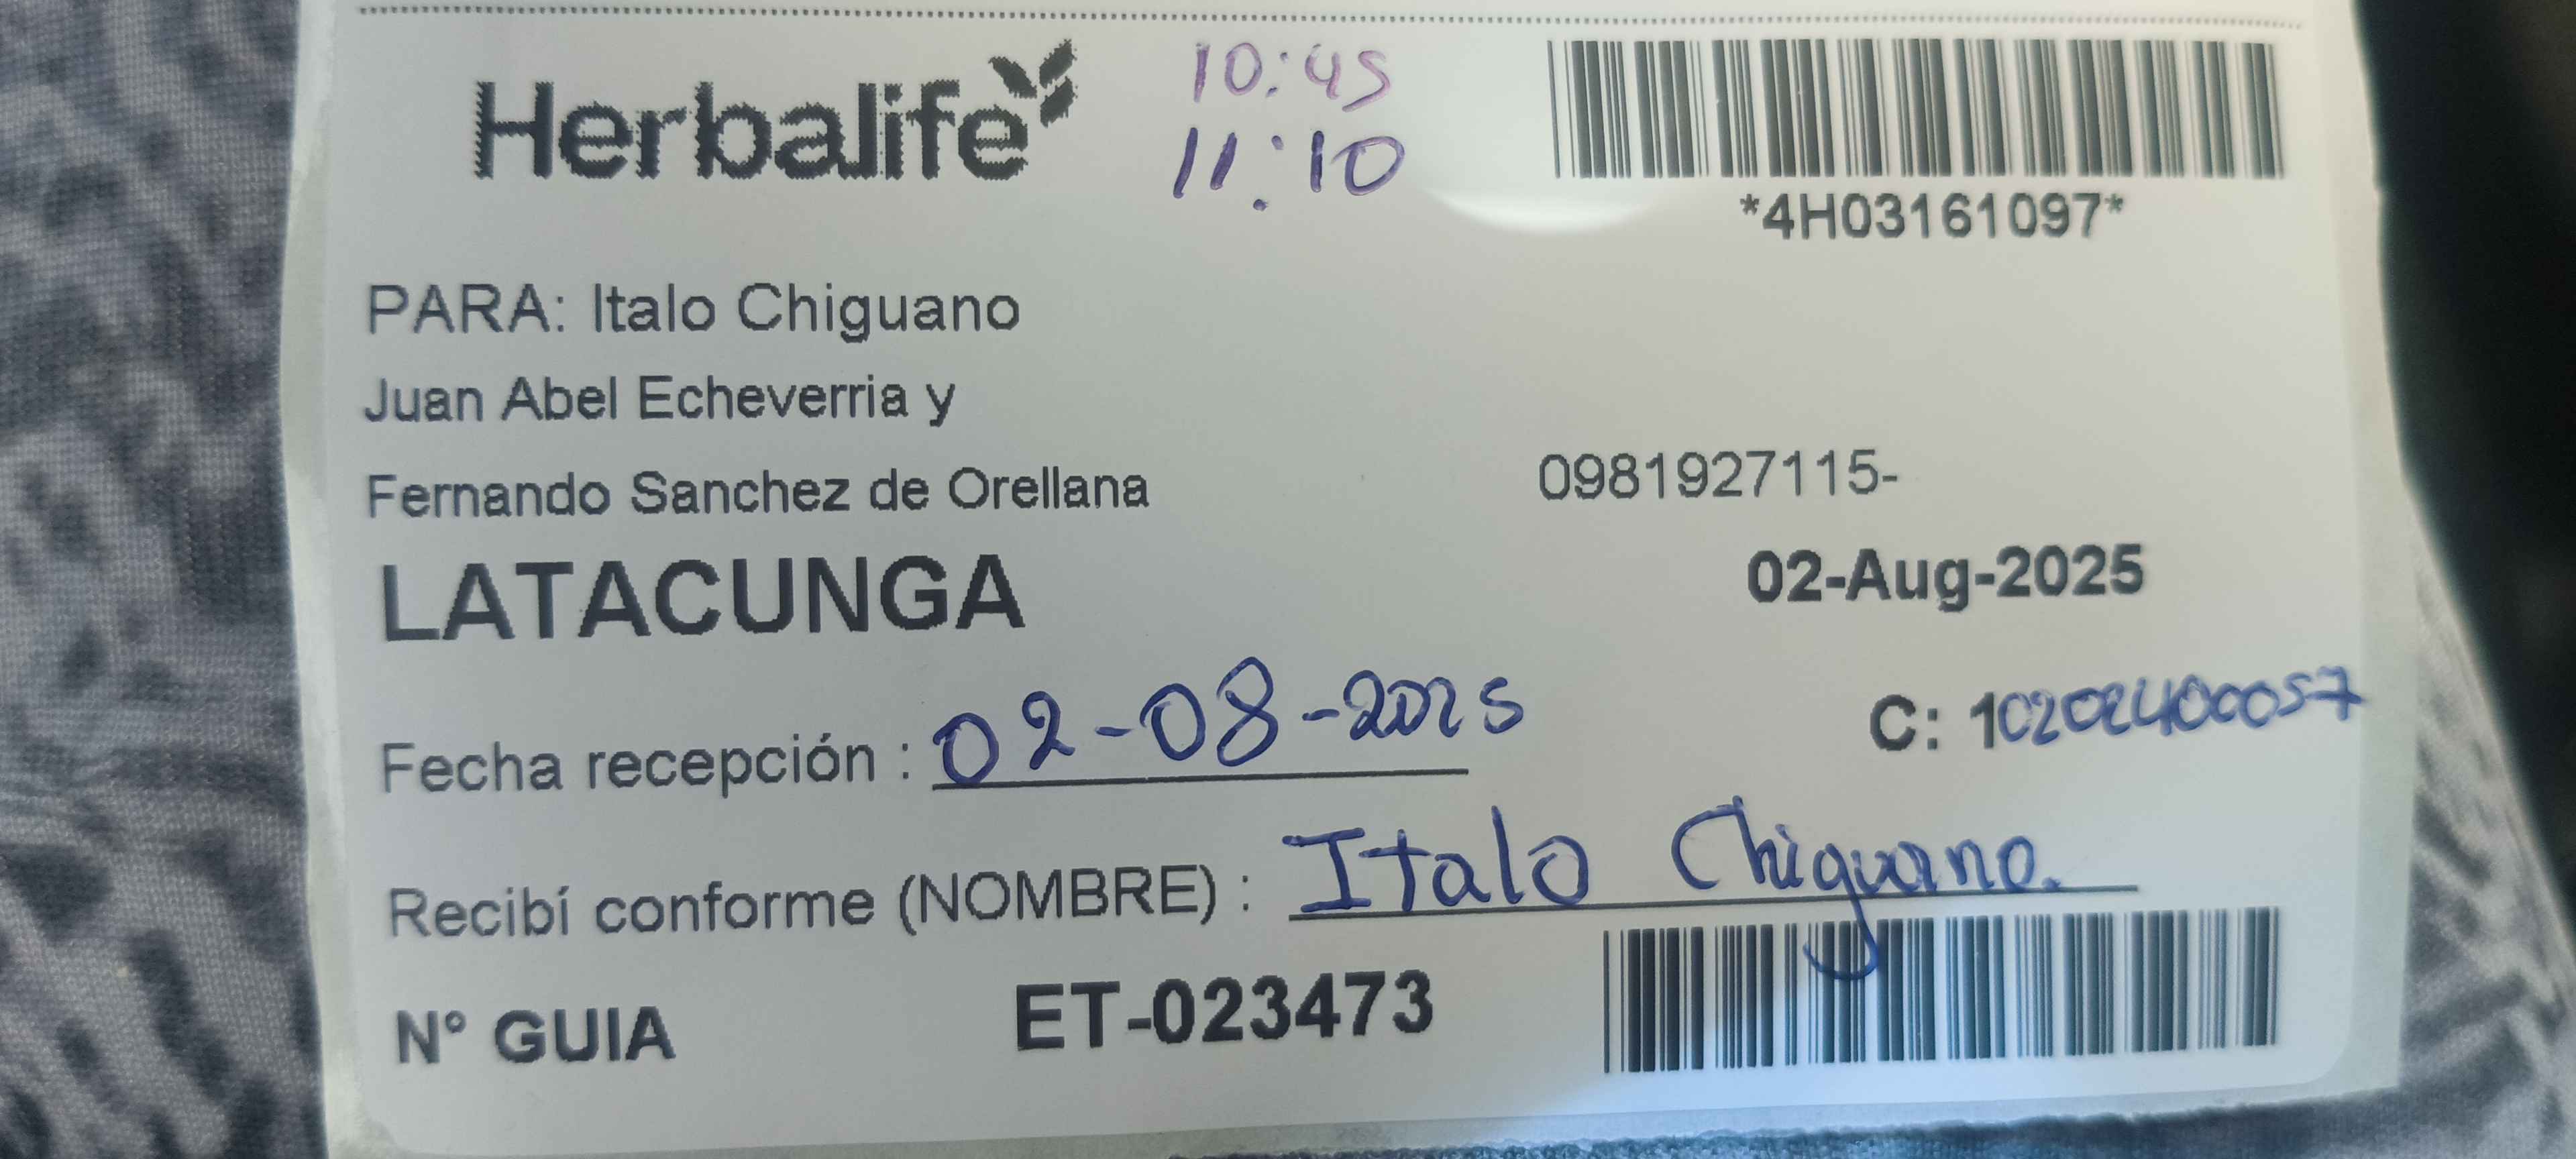 Herbalife
10:45
11:10
*4H03161097*
PARA: Italo Chiguano
Juan Abel Echeverria y
Fernando Sanchez de Orellana
0981927115-
LATACUNGA
02-Aug-2025
Fecha recepción : 02-08-2025
C: 10202400057
Recibí conforme (NOMBRE) : Italo Chiguano.
N° GUIA ET-023473